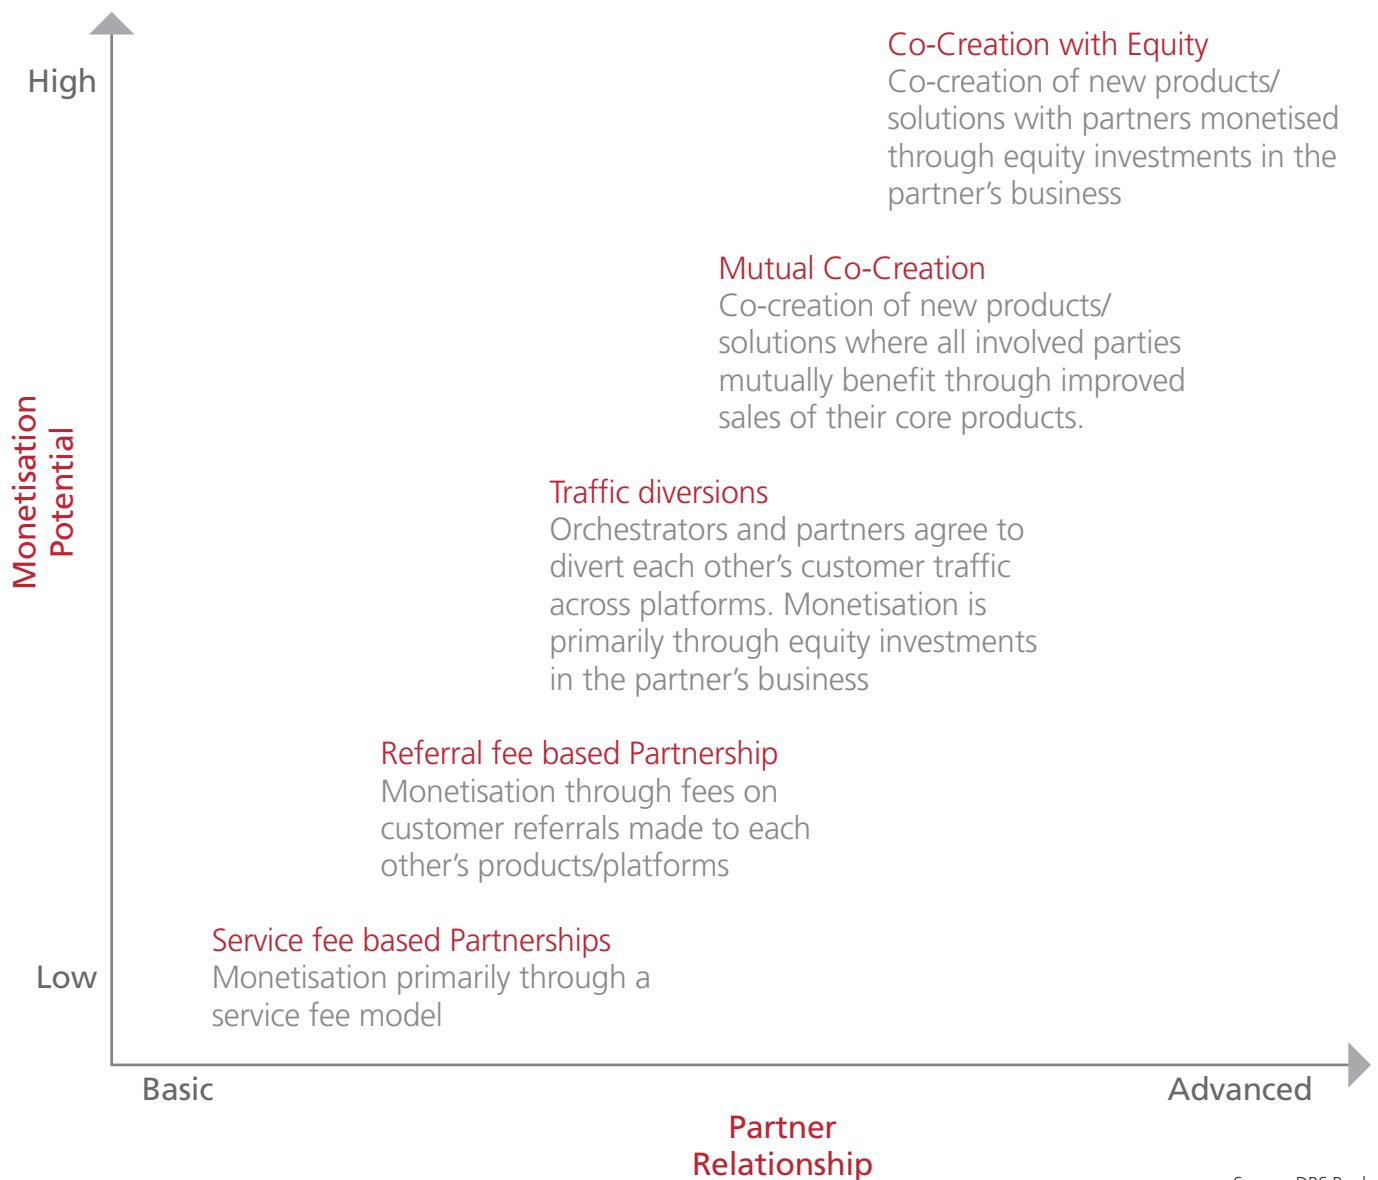 High
Co-Creation with Equity
Co-creation of new products/
solutions with partners monetised
through equity investments in the
partner’s business
Mutual Co-Creation
Co-creation of new products/
solutions where all involved parties
mutually benefit through improved
sales of their core products.
Monetisation
Potential
Traffic diversions
Orchestrators and partners agree to
divert each other’s customer traffic
across platforms. Monetisation is
primarily through equity investments
in the partner’s business
Referral fee based Partnership
Monetisation through fees on
customer referrals made to each
other’s products/platforms
Service fee based Partnerships
Low
Monetisation primarily through a
service fee model
Basic
Advanced
Partner
Relationship